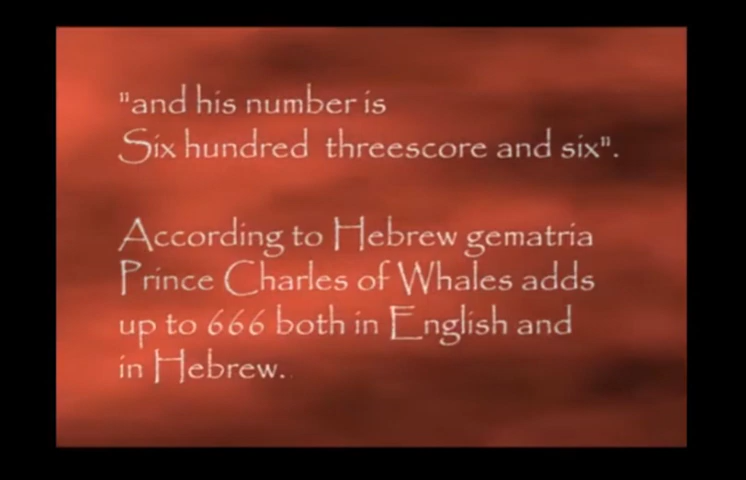 "and his number is
Six hundred threescore and six".
According to Hebrew gematria
Prince Charles of Whales adds
up to 666 both in English and
in Hebrew.